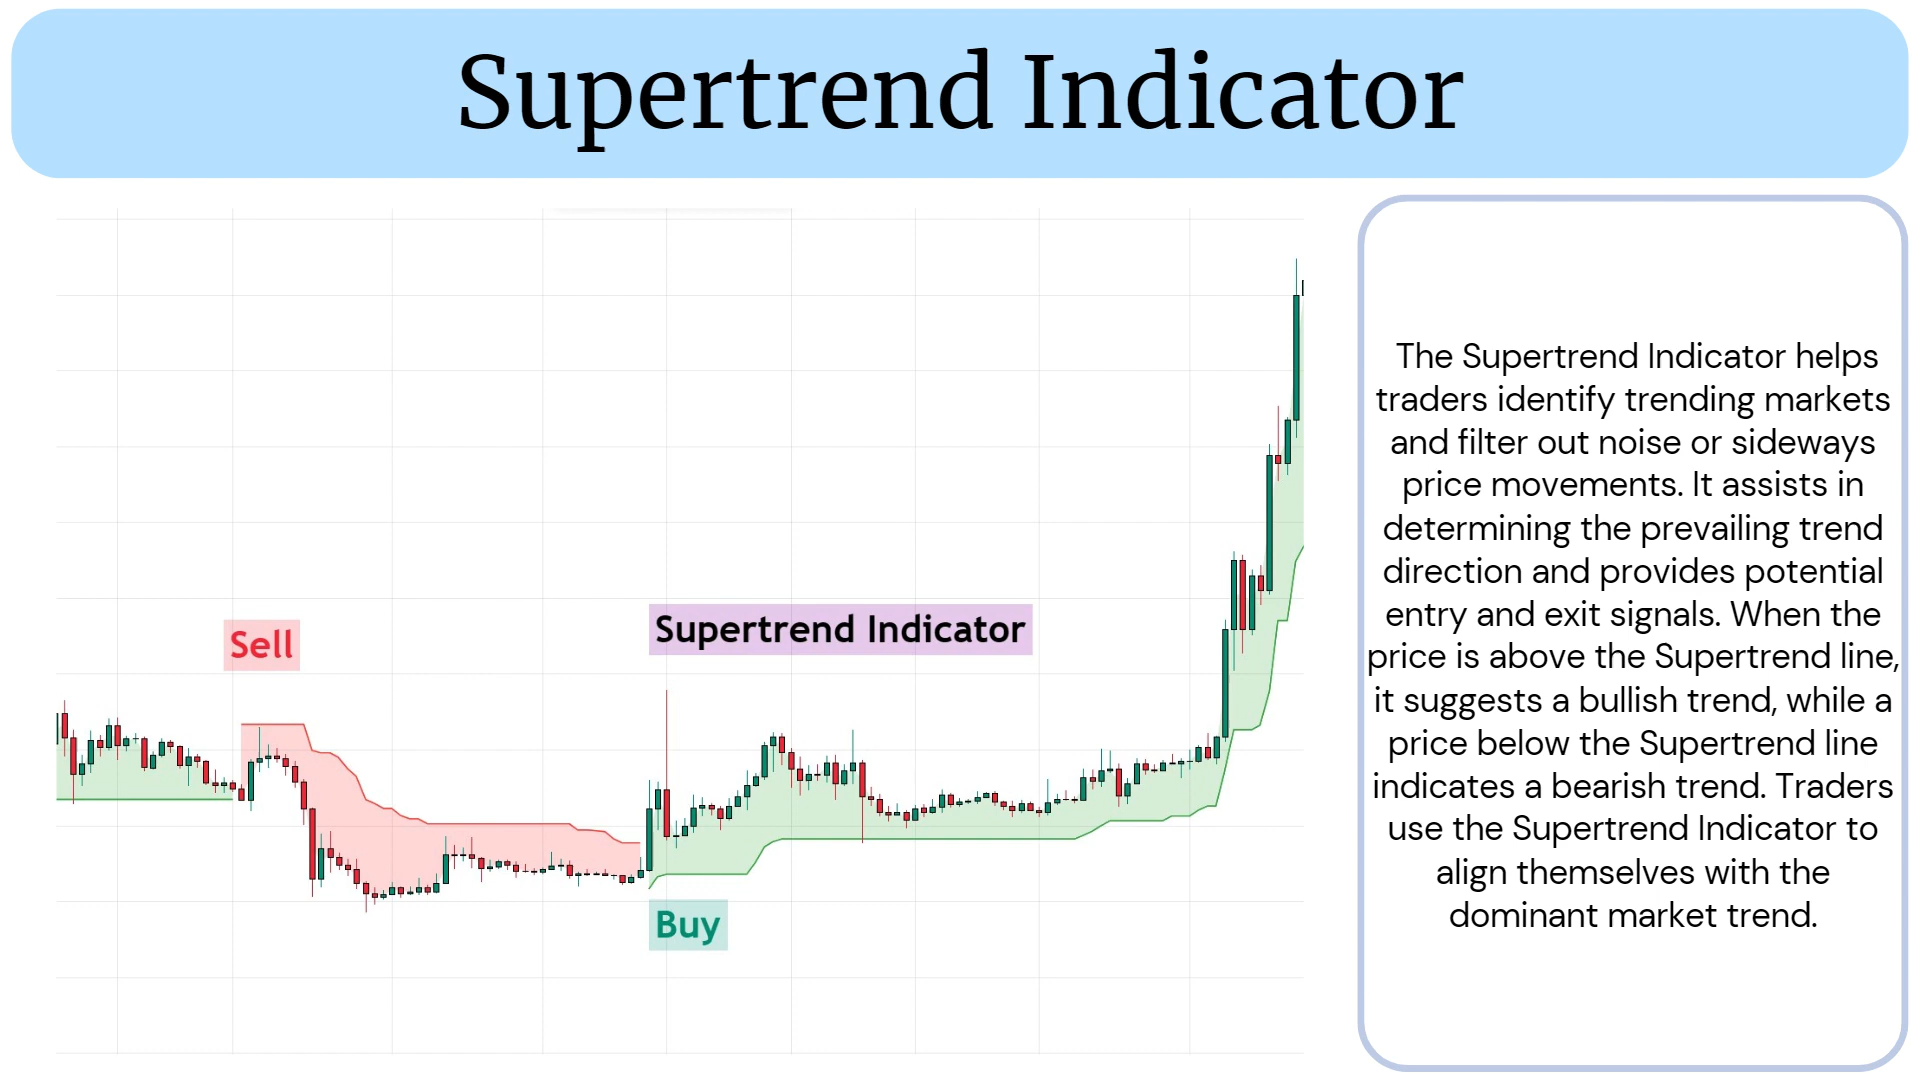 Supertrend Indicator
Sell
Supertrend Indicator
Buy
The Supertrend Indicator helps
traders identify trending markets
and filter out noise or sideways
price movements. It assists in
determining the prevailing trend
direction and provides potential
entry and exit signals. When the
price is above the Supertrend line,
it suggests a bullish trend, while a
price below the Supertrend line
indicates a bearish trend. Traders
use the Supertrend Indicator to
align themselves with the
dominant market trend.